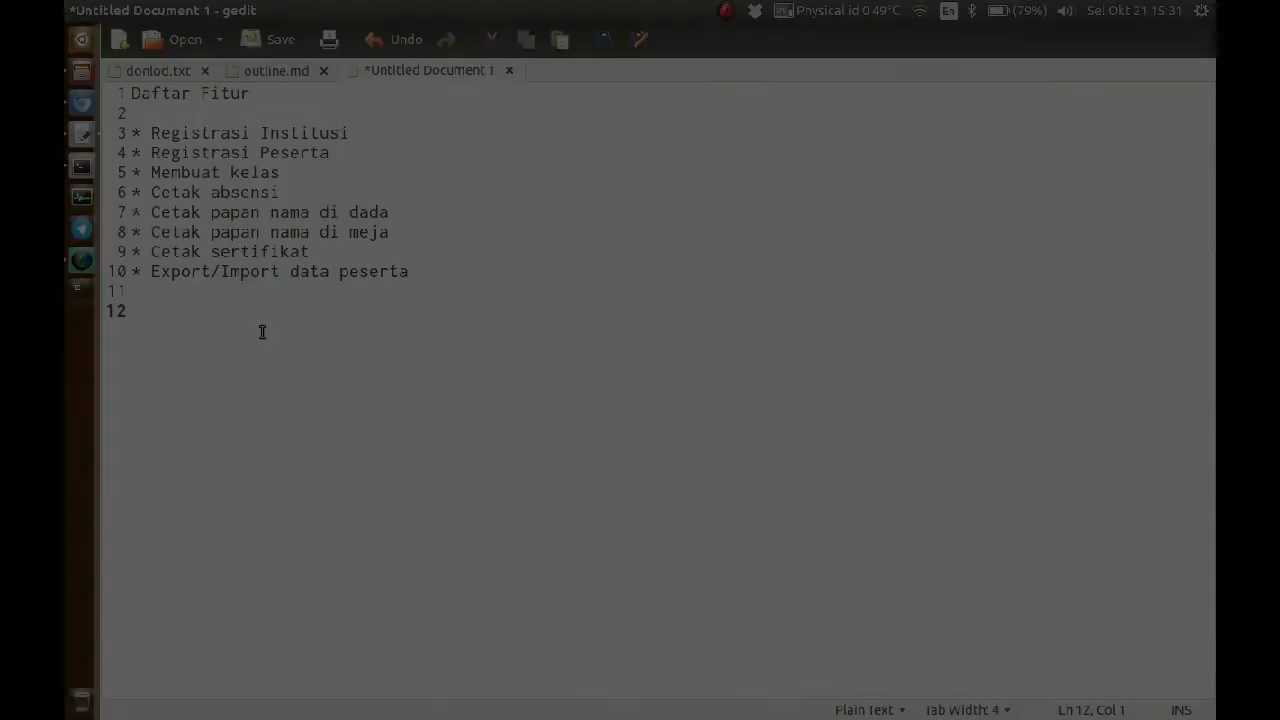 *Untitled Document 1 - gedit
Physical id 0 49°C En (79%) Sel Okt 21 15:31
Open Save Undo
donlod.txt outline.md *Untitled Document 1
1 Daftar Fitur
2
3 * Registrasi Institusi
4 * Registrasi Peserta
5 * Membuat kelas
6 * Cetak absensi
7 * Cetak papan nama di dada
8 * Cetak papan nama di meja
9 * Cetak sertifikat
10 * Export/Import data peserta
11
12
Plain Text Tab Width: 4 Ln 12, Col 1 INS